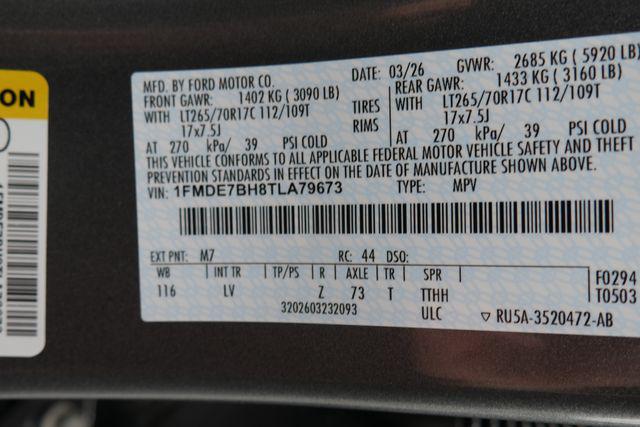 ON
MFD. BY FORD MOTOR CO. DATE: 03/26 GVWR: 2685 KG ( 5920 LB)
FRONT GAWR: 1402 KG ( 3090 LB) REAR GAWR: 1433 KG ( 3160 LB)
WITH LT265/70R17C 112/109T TIRES WITH LT265/70R17C 112/109T
17x7.5J RIMS 17x7.5J
AT 270 kPa/ 39 PSI COLD AT 270 kPa/ 39 PSI COLD
THIS VEHICLE CONFORMS TO ALL APPLICABLE FEDERAL MOTOR VEHICLE SAFETY AND THEFT
PREVENTION STANDARDS IN EFFECT ON THE DATE OF MANUFACTURE SHOWN ABOVE.
VIN: 1FMDE7BH8TLA79673 TYPE: MPV
EXT PNT: M7 RC: 44 DSO:
WB INT TR TP/PS R AXLE TR SPR F0294
116 LV Z 73 T TTHH T0503
3202603232093 ULC ▽ RU5A-3520472-AB